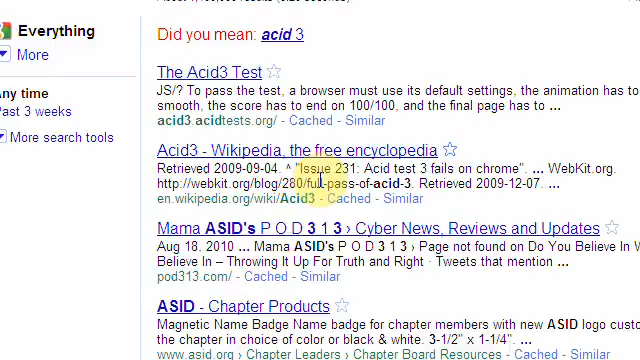 Everything
More
Any time
Past 3 weeks
More search tools
Did you mean: acid 3
The Acid3 Test
JS/? To pass the test, a browser must use its default settings, the animation has to
smooth, the score has to end on 100/100, and the final page has to ...
acid3.acidtests.org/ - Cached - Similar
Acid3 - Wikipedia, the free encyclopedia
Retrieved 2009-09-04. ^ "Issue 231: Acid test 3 fails on chrome". ... WebKit.org.
http://webkit.org/blog/280/full-pass-of-acid-3. Retrieved 2009-12-07. ...
en.wikipedia.org/wiki/Acid3 - Cached - Similar
Mama ASID's P O D 3 1 3 › Cyber News, Reviews and Updates
Aug 18, 2010 ... Mama ASID's P O D 3 1 3 › Page not found on Do You Believe In W
Believe In – Throwing It Up For Truth and Right · Tweets that mention ...
pod313.com/ - Cached - Similar
ASID - Chapter Products
Magnetic Name Badge Name badge for chapter members with new ASID logo custo
the chapter in choice of color or black & white. 3-1/2" x 1-1/4". ...
www.asid.org › Chapter Leaders › Chapter Board Resources - Cached - Similar